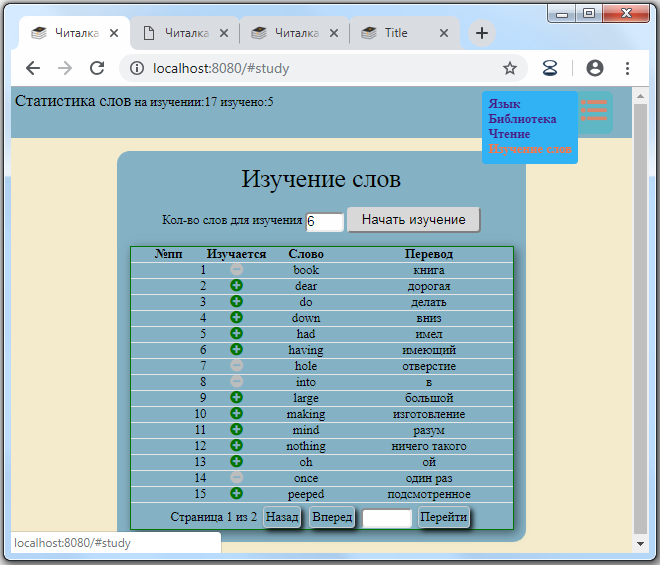 Читалка
Читалка
Читалка
Title
localhost:8080/#study
Статистика слов на изучении:17 изучено:5
Язык
Библиотека
Чтение
Изучение слов
Изучение слов
Кол-во слов для изучения 6 Начать изучение
№пп Изучается Слово Перевод
1 book книга
2 dear дорогая
3 do делать
4 down вниз
5 had имел
6 having имеющий
7 hole отверстие
8 into в
9 large большой
10 making изготовление
11 mind разум
12 nothing ничего такого
13 oh ой
14 once один раз
15 peeped подсмотренное
Страница 1 из 2 Назад Вперед Перейти
localhost:8080/#study